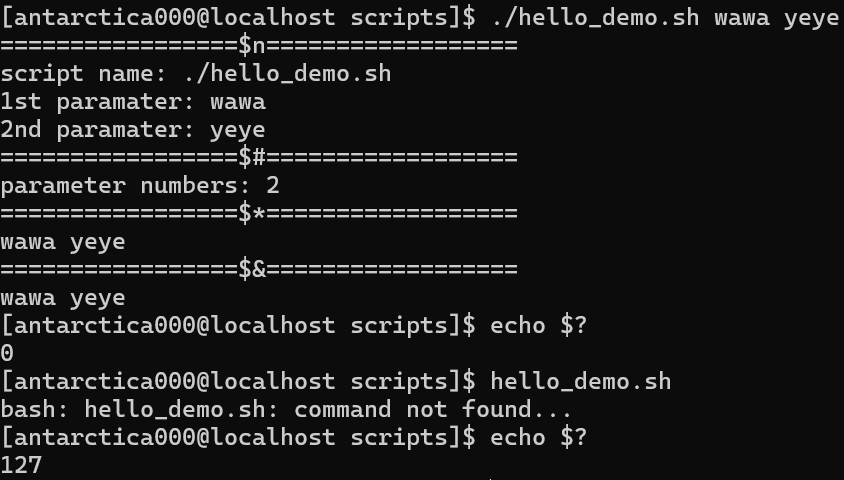 [antarctica000@localhost scripts]$ ./hello_demo.sh wawa yeye
=================$n==================
script name: ./hello_demo.sh
1st paramater: wawa
2nd paramater: yeye
=================$#==================
parameter numbers: 2
=================$*==================
wawa yeye
=================$&==================
wawa yeye
[antarctica000@localhost scripts]$ echo $?
0
[antarctica000@localhost scripts]$ hello_demo.sh
bash: hello_demo.sh: command not found...
[antarctica000@localhost scripts]$ echo $?
127